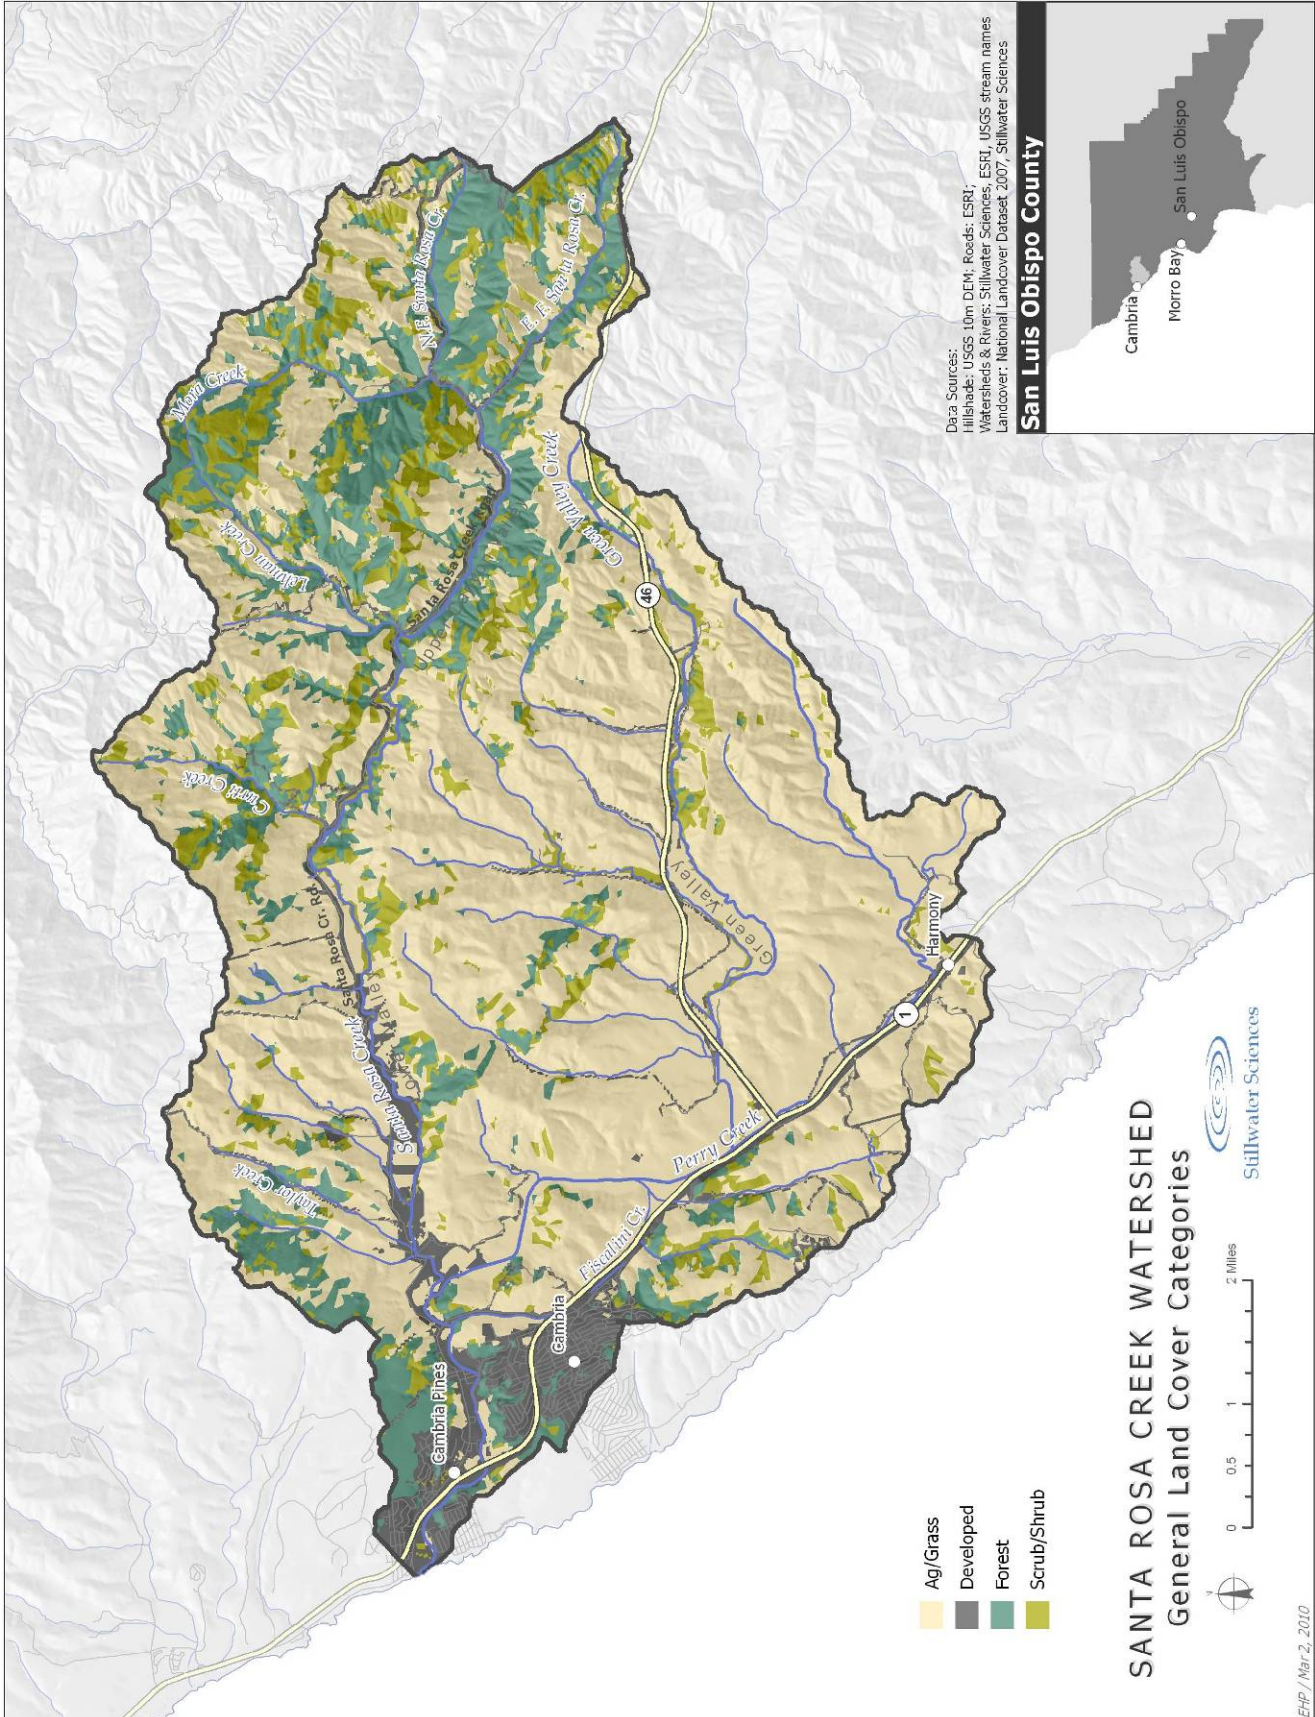 Data Sources:
Hillshade: USGS 10m DEM; Roads: ESRI;
Watersheds & Rivers: Stillwater Sciences, ESRI, USGS stream names
Landcover: National Landcover Dataset 2007, Stillwater Sciences
San Luis Obispo County
Cambria
Morro Bay
San Luis Obispo
Mora Creek
Lehman Creek
N.F. Santa Rosa Cr.
E. F. Santa Rosa Cr.
Curti Creek
Santa Rosa Creek Road
Upper
Green Valley Creek
46
Santa Rosa Cr. Rd.
Santa Rosa Creek
Lower Valley
Green Valley
Taylor Creek
Perry Creek
Fiscalini Cr.
Harmony
1
Cambria Pines
Cambria
Ag/Grass
Developed
Forest
Scrub/Shrub
SANTA ROSA CREEK WATERSHED
General Land Cover Categories
N
0 0.5 1 2 Miles
Stillwater Sciences
EHP / Mar 2, 2010